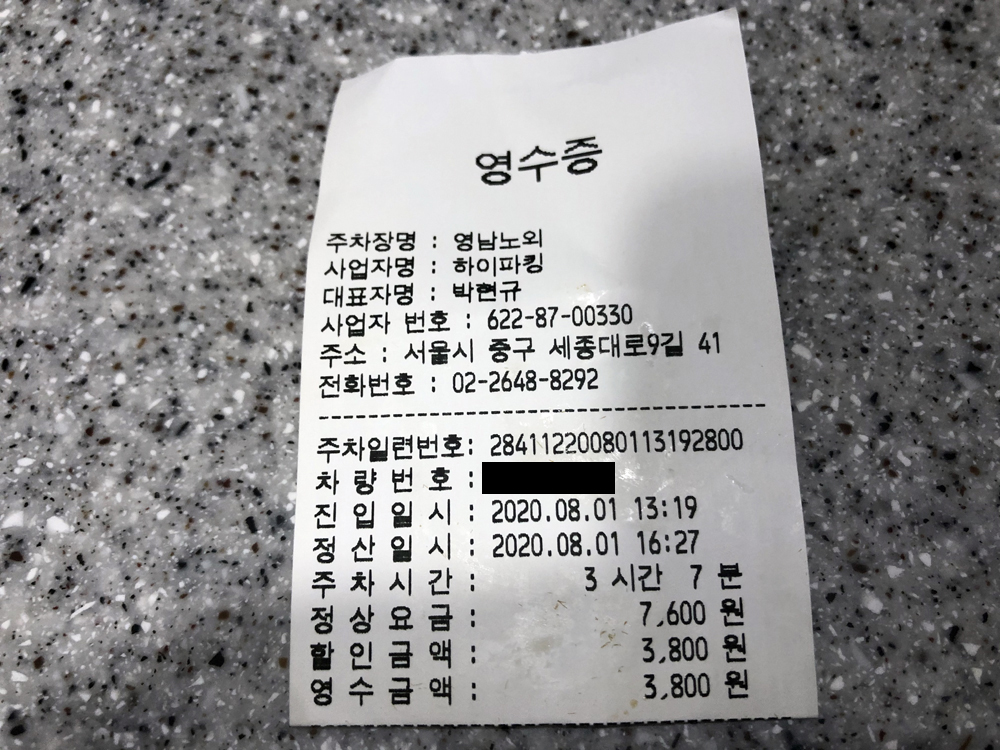 영수증
주차장명 : 영남노외
사업자명 : 하이파킹
대표자명 : 박현규
사업자 번호 : 622-87-00330
주소 : 서울시 중구 세종대로9길 41
전화번호 : 02-2648-8292
주차일련번호: 28411220080113192800
차 량 번 호 :
진 입 일 시 : 2020.08.01 13:19
정 산 일 시 : 2020.08.01 16:27
주 차 시 간 : 3 시간 7 분
정 상 요 금 : 7,600 원
할 인 금 액 : 3,800 원
영 수 금 액 : 3,800 원